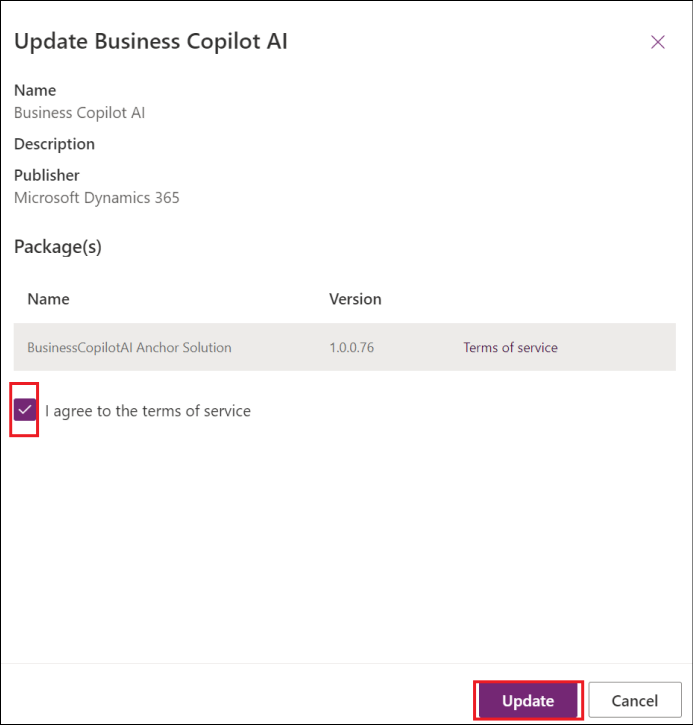 Update Business Copilot AI
Name
Business Copilot AI
Description
Publisher
Microsoft Dynamics 365
Package(s)
Name Version
BusinessCopilotAI Anchor Solution 1.0.0.76 Terms of service
I agree to the terms of service
Update Cancel